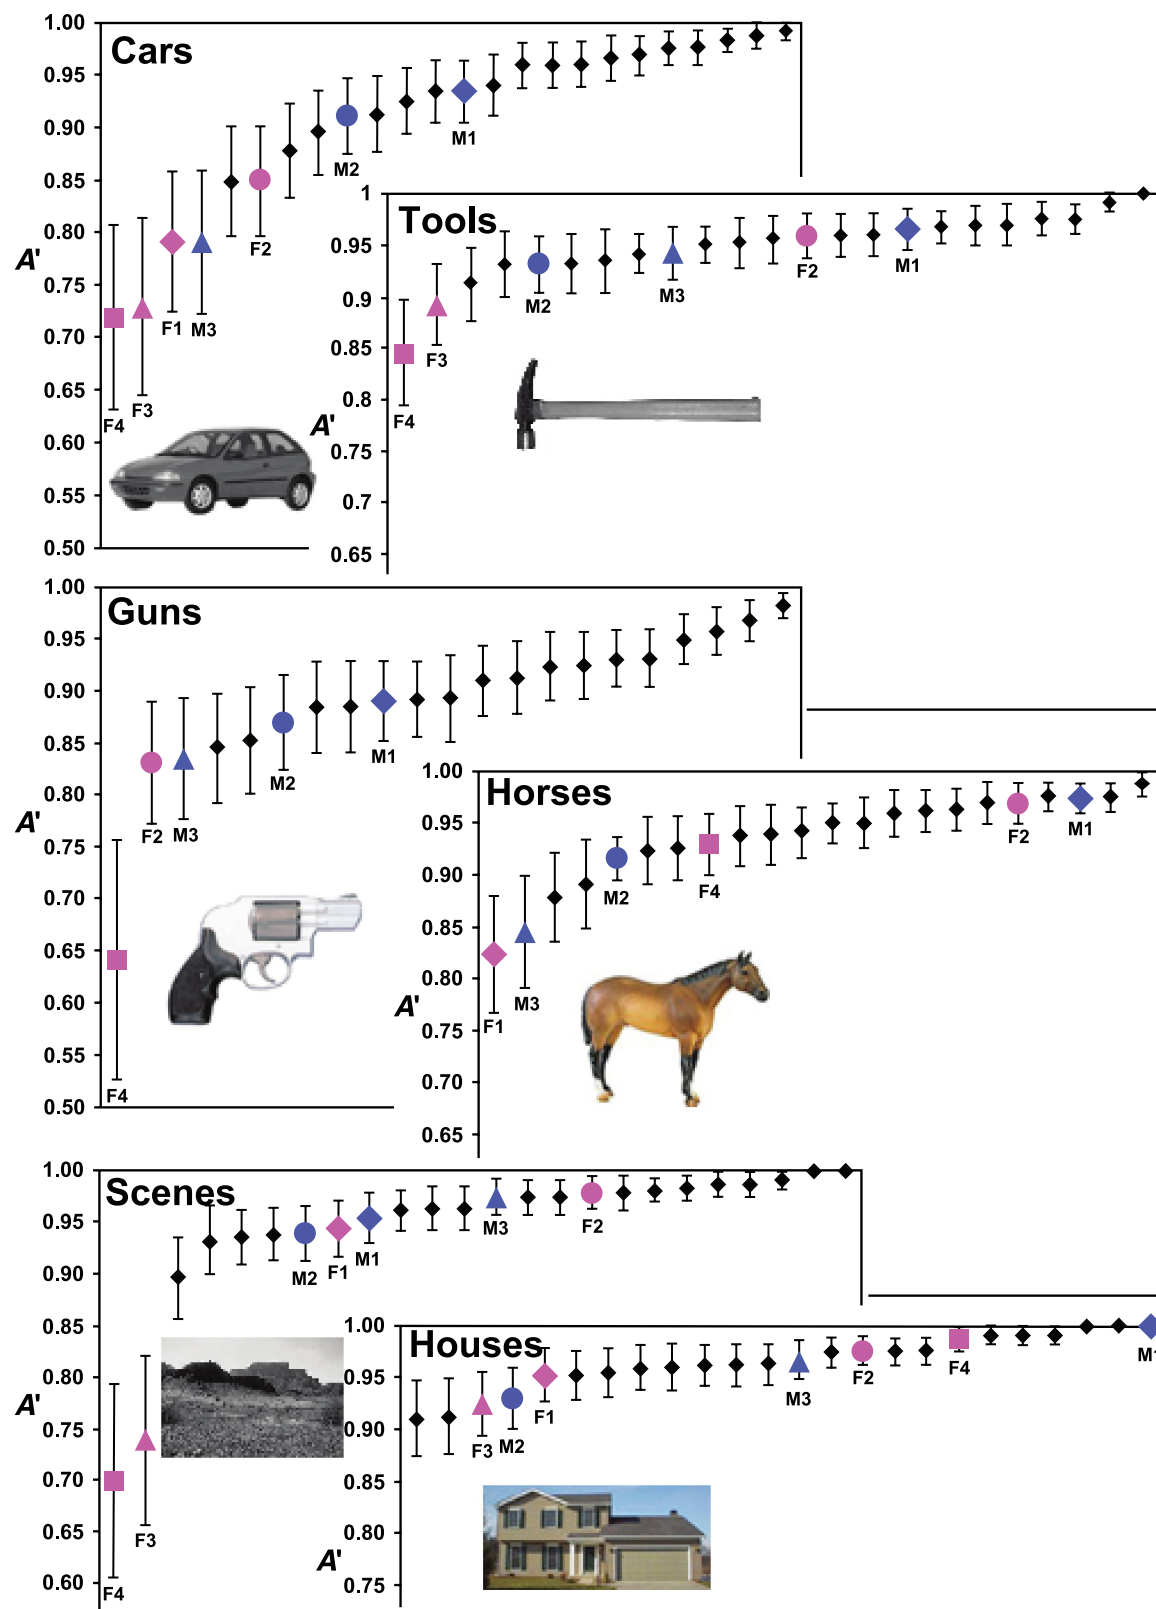 Cars
1.00
0.95
0.90
0.85
0.80
0.75
0.70
0.65
0.60
0.55
0.50
A'
F4
F3
F1
M3
F2
M2
M1
Tools
1
0.95
0.9
0.85
0.8
0.75
0.7
0.65
A'
F4
F3
M2
M3
F2
M1
Guns
1.00
0.95
0.90
0.85
0.80
0.75
0.70
0.65
0.60
0.55
0.50
A'
F4
F2
M3
M2
M1
Horses
1.00
0.95
0.90
0.85
0.80
0.75
0.70
0.65
A'
F1
M3
M2
F4
F2
M1
Scenes
1.00
0.95
0.90
0.85
0.80
0.75
0.70
0.65
0.60
A'
F4
F3
M2
F1
M1
M3
F2
Houses
1.00
0.95
0.90
0.85
0.80
0.75
A'
F3
M2
F1
M3
F2
F4
M1